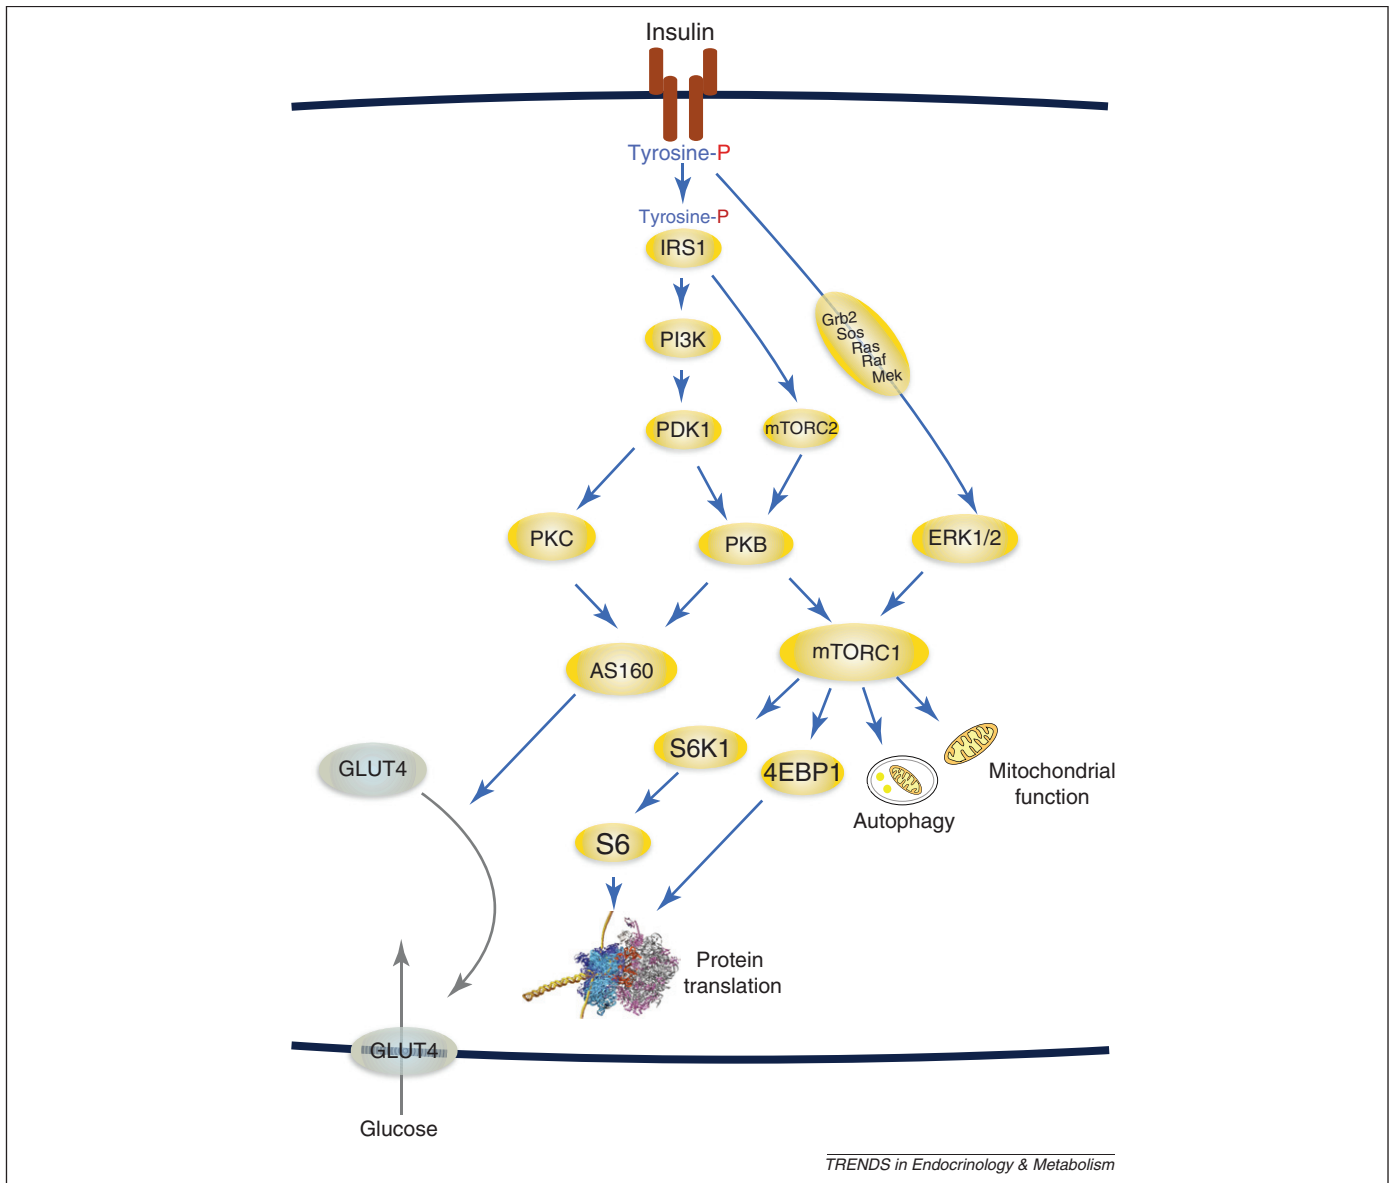 Insulin
Tyrosine-P
Tyrosine-P
IRS1
PI3K
Grb2
Sos
Ras
Raf
Mek
PDK1
mTORC2
PKC
PKB
ERK1/2
AS160
mTORC1
S6K1
4EBP1
GLUT4
Mitochondrial
function
Autophagy
S6
Protein
translation
GLUT4
Glucose
TRENDS in Endocrinology & Metabolism